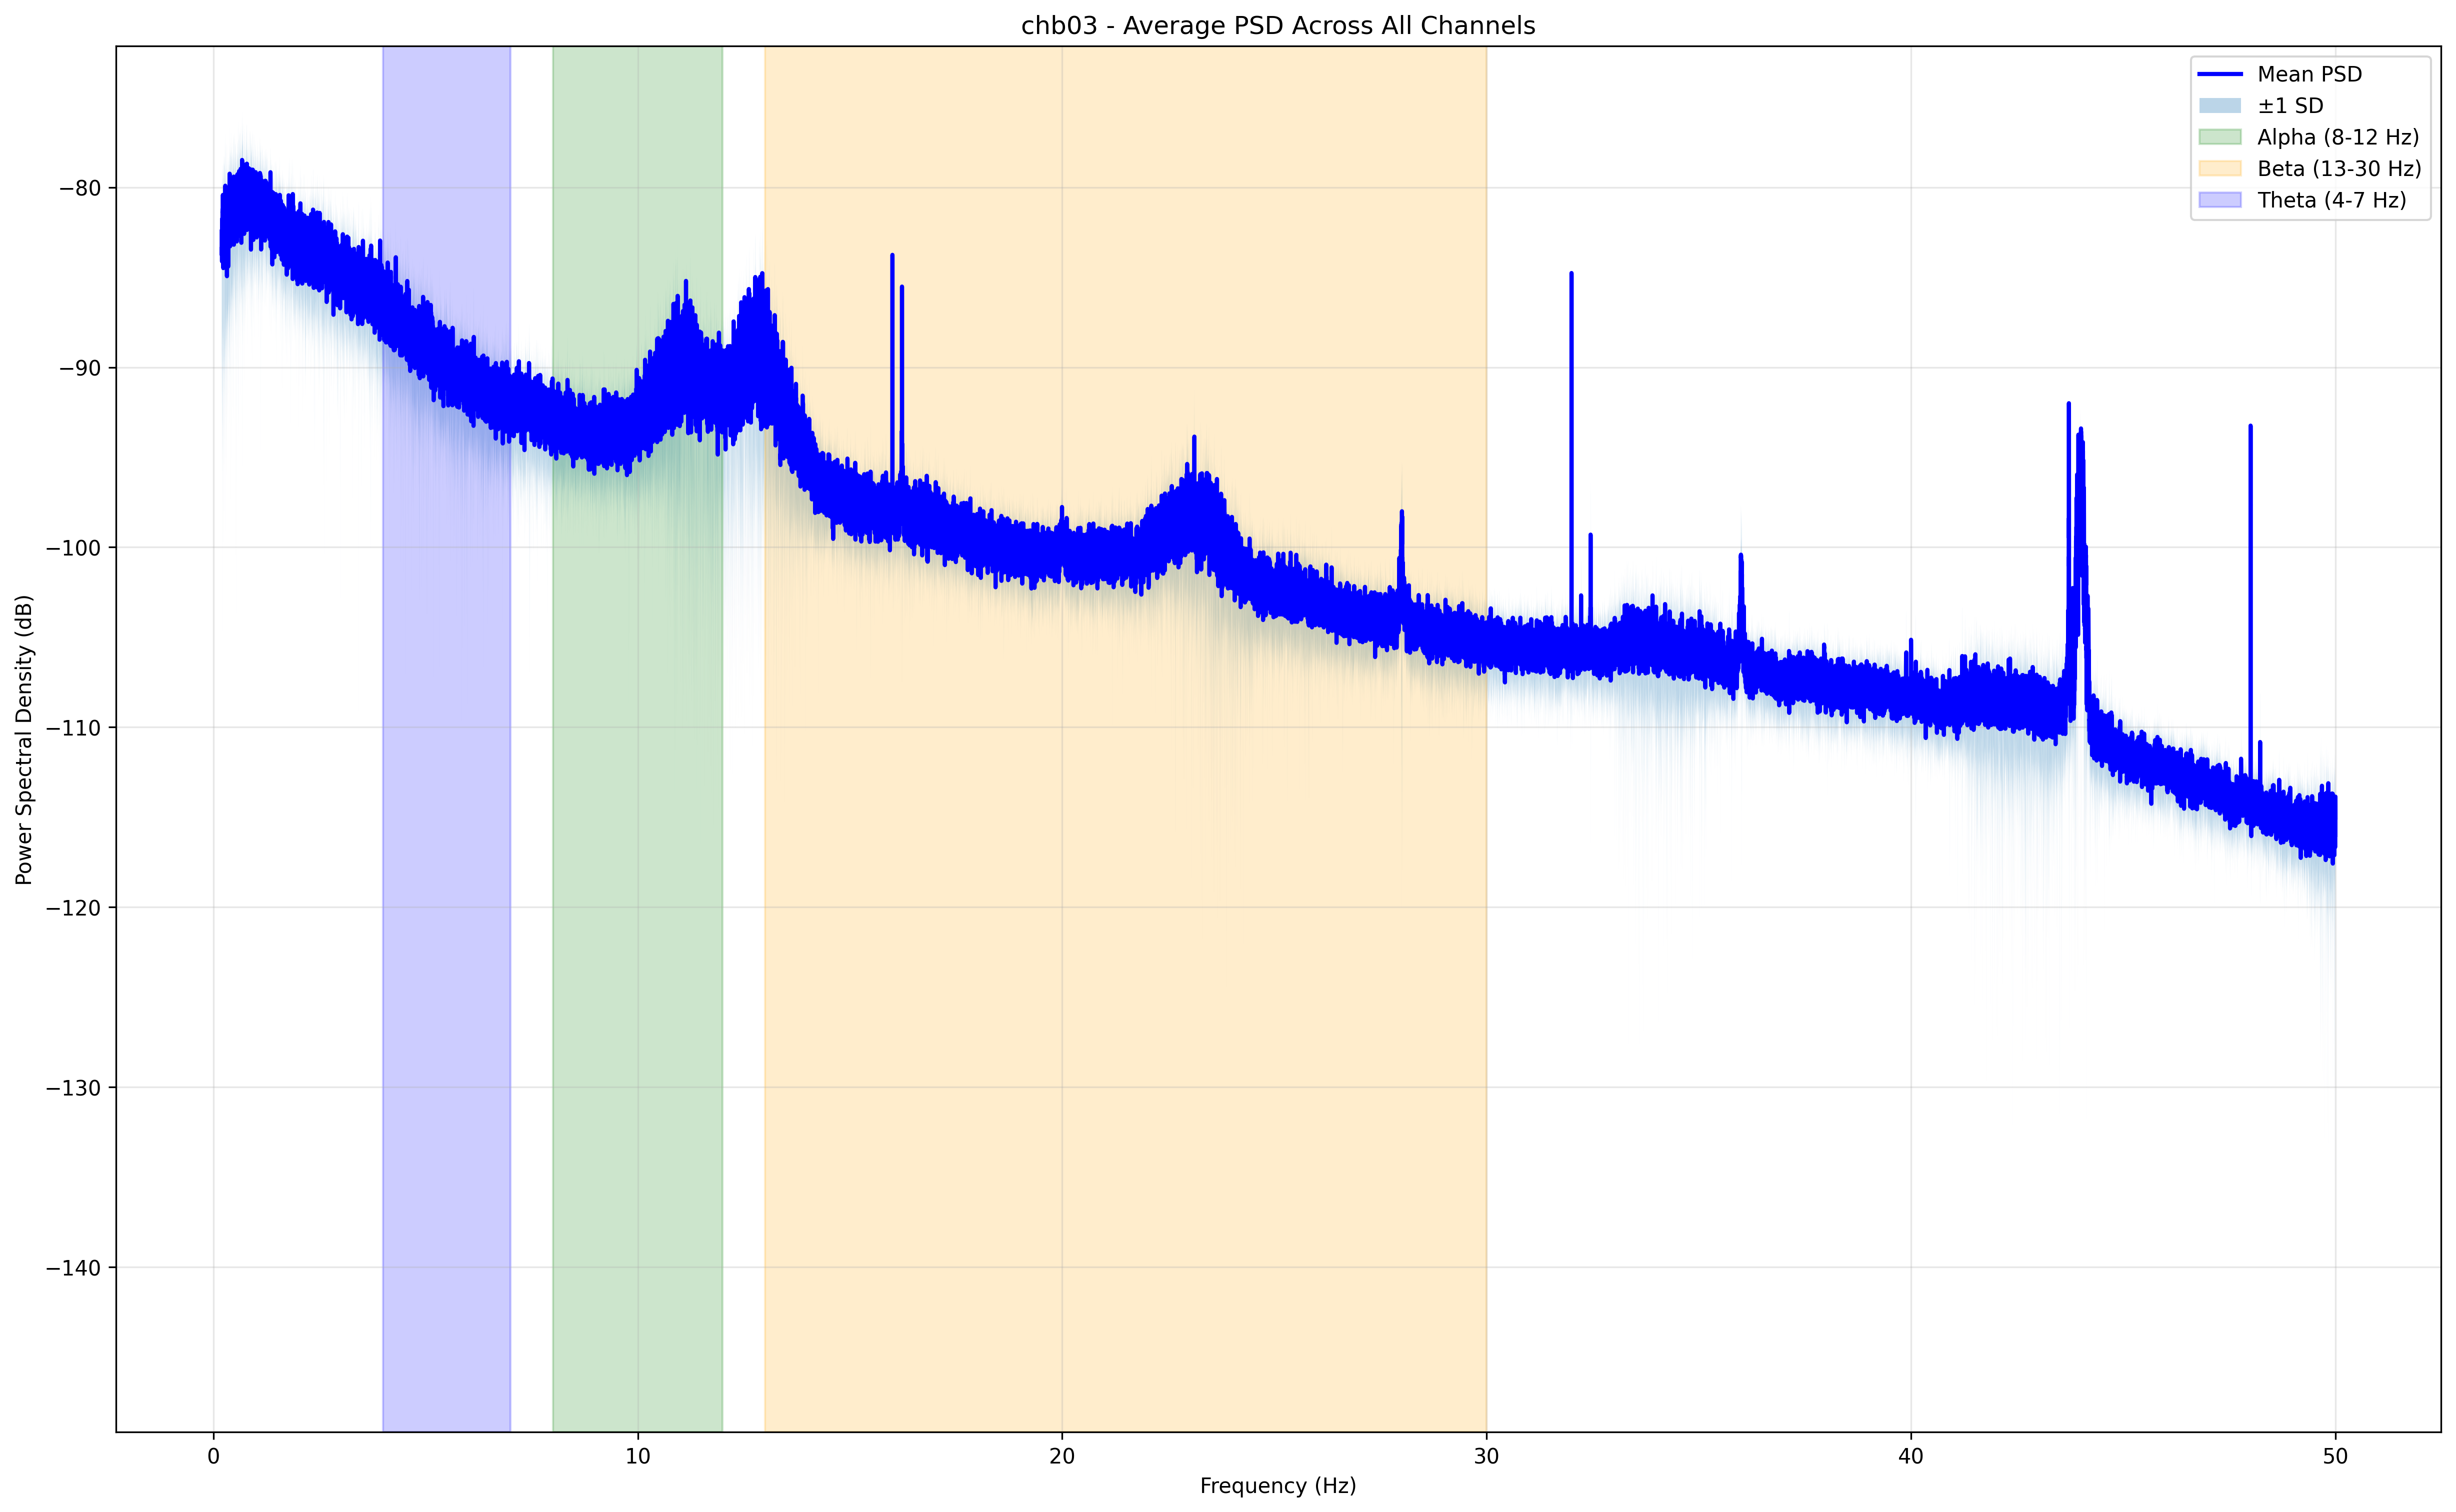 chb03 - Average PSD Across All Channels
Mean PSD
±1 SD
Alpha (8-12 Hz)
Beta (13-30 Hz)
Theta (4-7 Hz)
Power Spectral Density (dB)
−80
−90
−100
−110
−120
−130
−140
0 10 20 30 40 50
Frequency (Hz)